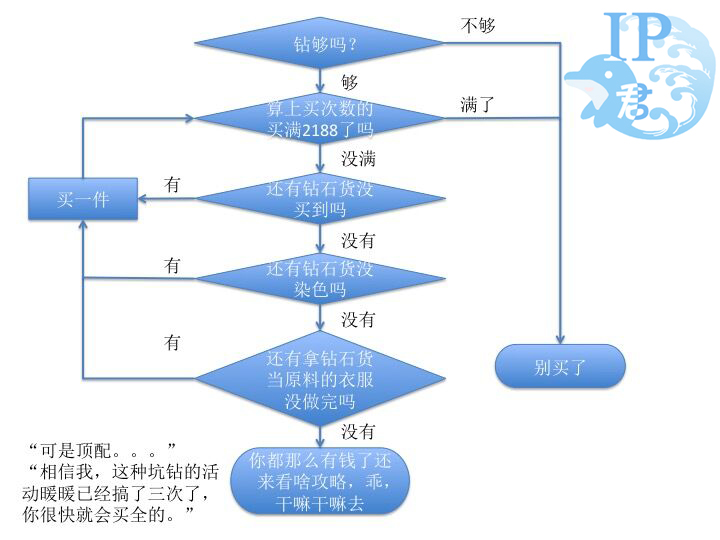 钻够吗？
不够
IP
君
够
算上买次数的
买满2188了吗
满了
没满
还有钻石货没
买到吗
有
买一件
没有
还有钻石货没
染色吗
有
没有
还有拿钻石货
当原料的衣服
没做完吗
有
别买了
没有
你都那么有钱了还
来看啥攻略，乖，
干嘛干嘛去
“可是顶配。。。”
“相信我，这种坑钻的活
动暖暖已经搞了三次了，
你很快就会买全的。”